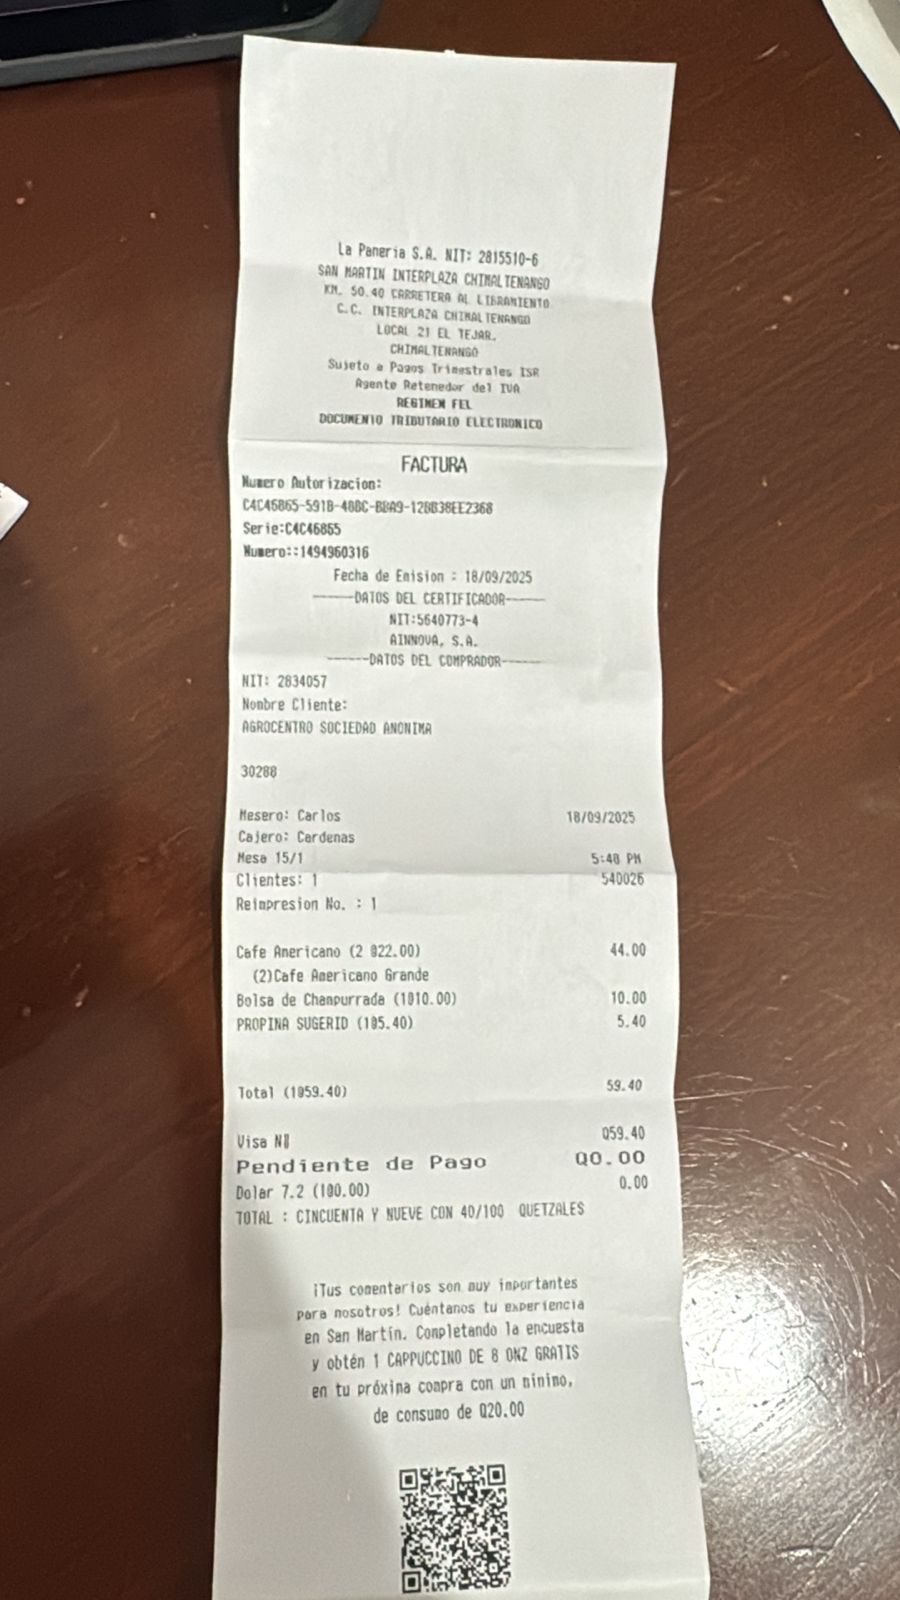 La Paneria S.A. NIT: 2815510-6
SAN MARTIN INTERPLAZA CHIMALTENANGO
KM. 50.40 CARRETERA AL LIBRAMIENTO
C.C. INTERPLAZA CHIMALTENANGO
LOCAL 21 EL TEJAR.
CHIMALTENANGO
Sujeto a Pagos Trimestrales ISR
Agente Retenedor del IVA
REGIMEN FEL
DOCUMENTO TRIBUTARIO ELECTRONICO
FACTURA
Numero Autorizacion:
Serie:C4C46865
Numero::1494960316
Fecha de Emision : 18/09/2025
------DATOS DEL CERTIFICADOR------
NIT:5640773-4
AINNOVA, S.A.
------DATOS DEL COMPRADOR------
NIT: 2834057
Nombre Cliente:
AGROCENTRO SOCIEDAD ANONIMA
30288
Mesero: Carlos 18/09/2025
Cajero: Cardenas
Mesa 15/1 5:48 PM
Clientes: 1 540026
Reimpresion No. : 1
Cafe Americano (2 @22.00) 44.00
(2)Cafe Americano Grande
Bolsa de Champurrada (1@10.00) 10.00
PROPINA SUGERID (1@5.40) 5.40
Total (1@59.40) 59.40
Visa Q59.40
Pendiente de Pago Q0.00
Dolar 7.2 (1@0.00) 0.00
TOTAL : CINCUENTA Y NUEVE CON 40/100 QUETZALES
¡Tus comentarios son muy importantes
para nosotros! Cuéntanos tu experiencia
en San Martín. Completando la encuesta
y obtén 1 CAPPUCCINO DE 8 ONZ GRATIS
en tu próxima compra con un mínimo,
de consumo de Q20.00